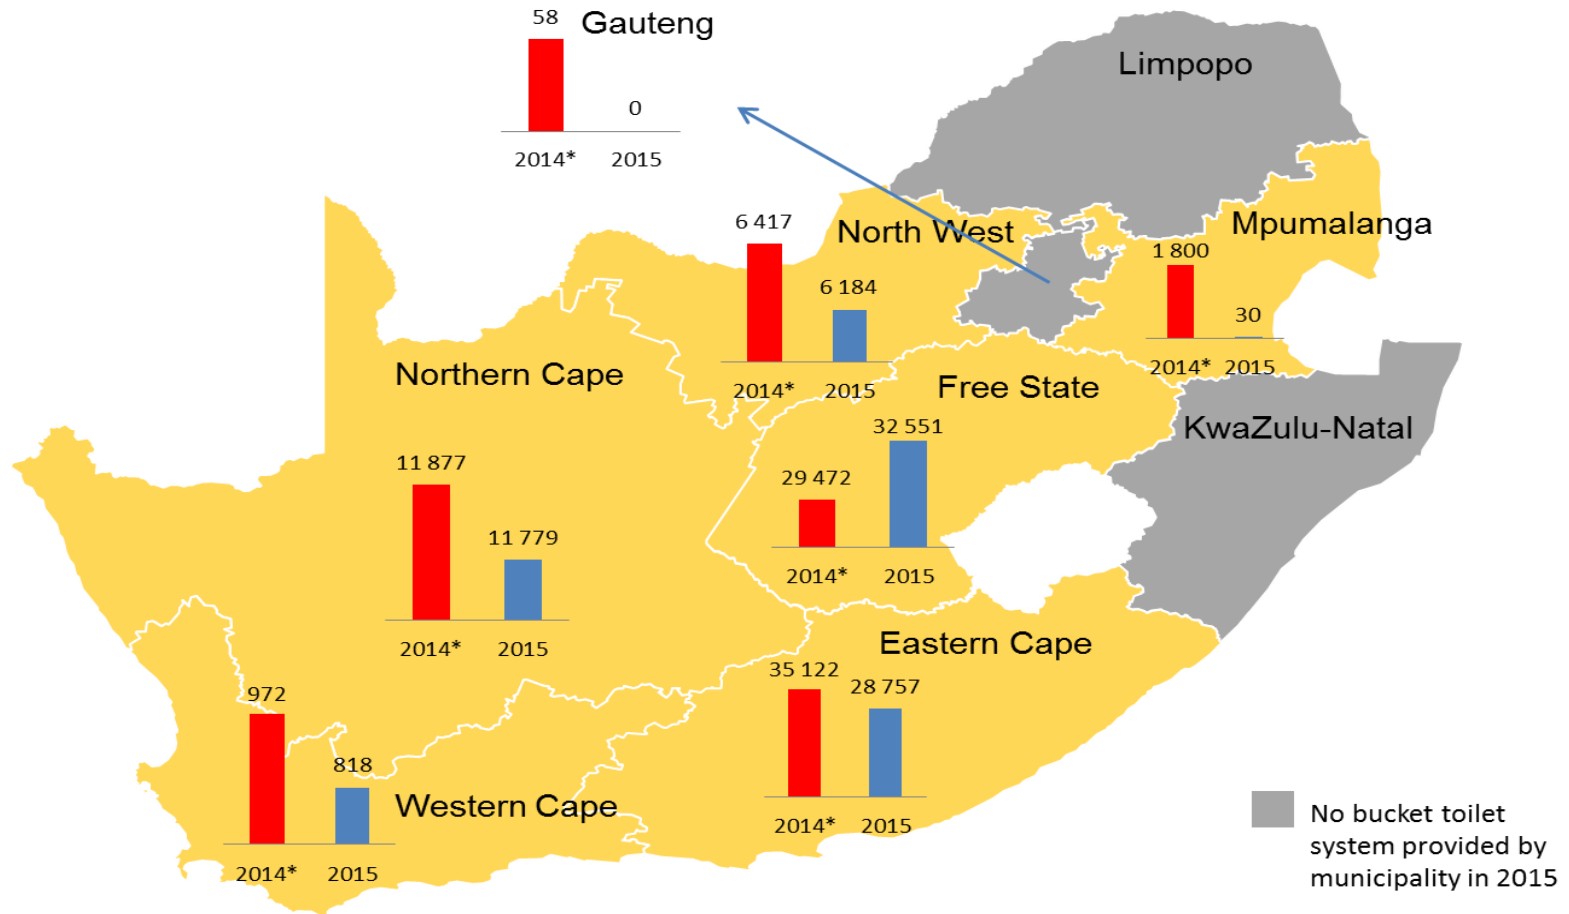 58
Gauteng
0
2014* 2015
Limpopo
6 417
North West
6 184
2014* 2015
Mpumalanga
1 800
30
2014* 2015
Northern Cape
11 877
11 779
2014* 2015
Free State
32 551
29 472
2014* 2015
KwaZulu-Natal
Eastern Cape
35 122
28 757
2014* 2015
972
818
Western Cape
2014* 2015
No bucket toilet
system provided by
municipality in 2015